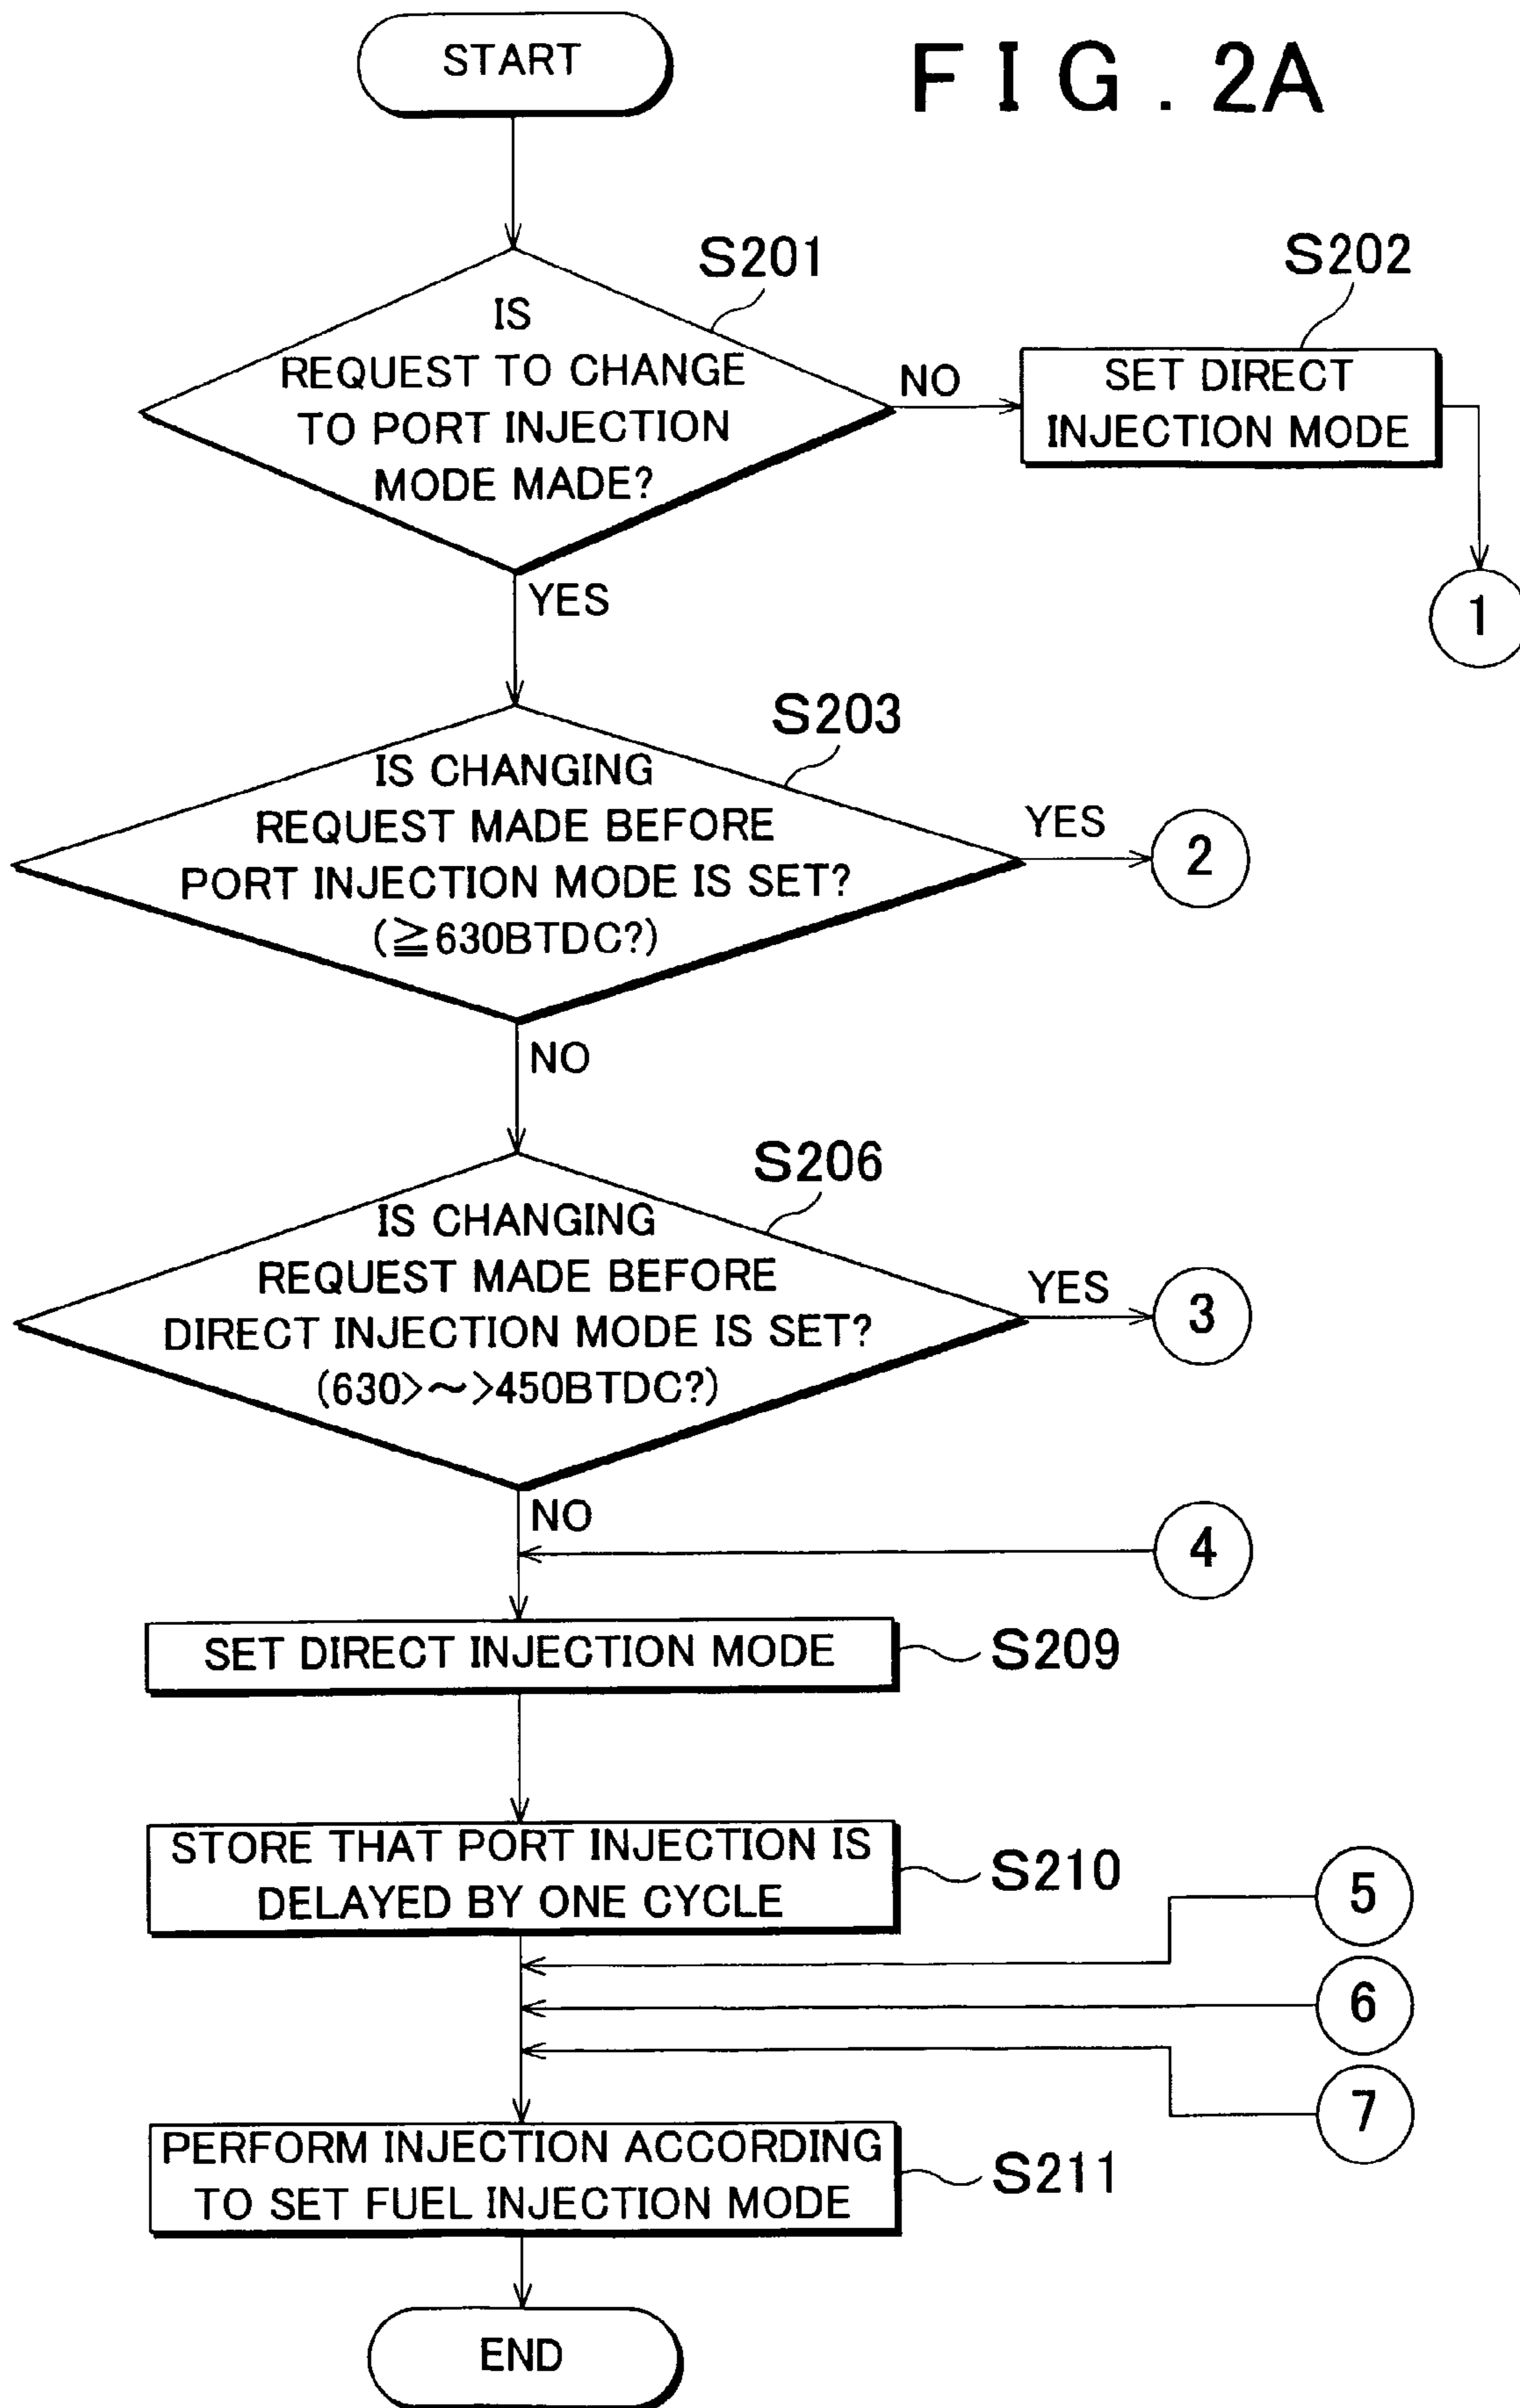 START
FIG. 2A
S201
IS
REQUEST TO CHANGE
TO PORT INJECTION
MODE MADE?
NO
S202
SET DIRECT
INJECTION MODE
1
YES
S203
IS CHANGING
REQUEST MADE BEFORE
PORT INJECTION MODE IS SET?
(≧630BTDC?)
YES
2
NO
S206
IS CHANGING
REQUEST MADE BEFORE
DIRECT INJECTION MODE IS SET?
(630>~>450BTDC?)
YES
3
NO
4
SET DIRECT INJECTION MODE
S209
STORE THAT PORT INJECTION IS
DELAYED BY ONE CYCLE
S210
5
6
7
PERFORM INJECTION ACCORDING
TO SET FUEL INJECTION MODE
S211
END